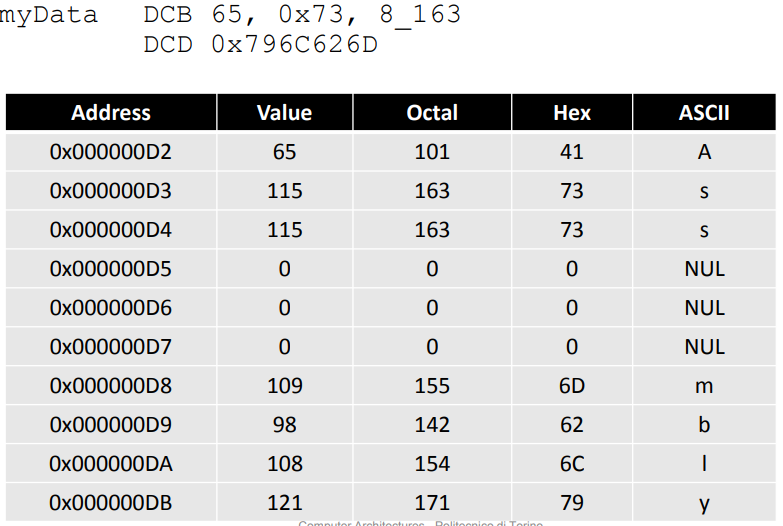 myData DCB 65, 0x73, 8_163
DCD 0x796C626D
Address Value Octal Hex ASCII
0x000000D2 65 101 41 A
0x000000D3 115 163 73 s
0x000000D4 115 163 73 s
0x000000D5 0 0 0 NUL
0x000000D6 0 0 0 NUL
0x000000D7 0 0 0 NUL
0x000000D8 109 155 6D m
0x000000D9 98 142 62 b
0x000000DA 108 154 6C l
0x000000DB 121 171 79 y
Computer Architectures - Politecnico di Torino